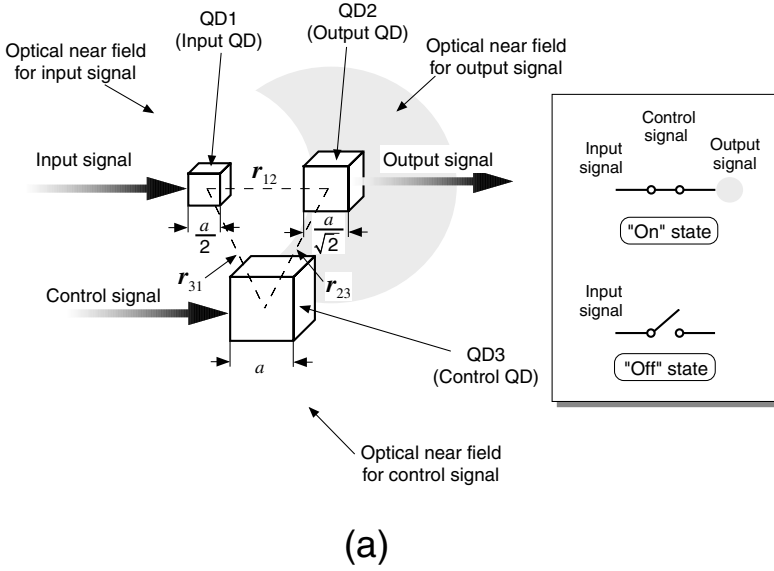 QD1
(Input QD)
QD2
(Output QD)
Optical near field
for input signal
Optical near field
for output signal
Input signal
r12
Output signal
a
2
a
√2
r31
r23
Control signal
a
QD3
(Control QD)
Optical near field
for control signal
Control
signal
Input
signal
Output
signal
"On" state
Input
signal
"Off" state
(a)